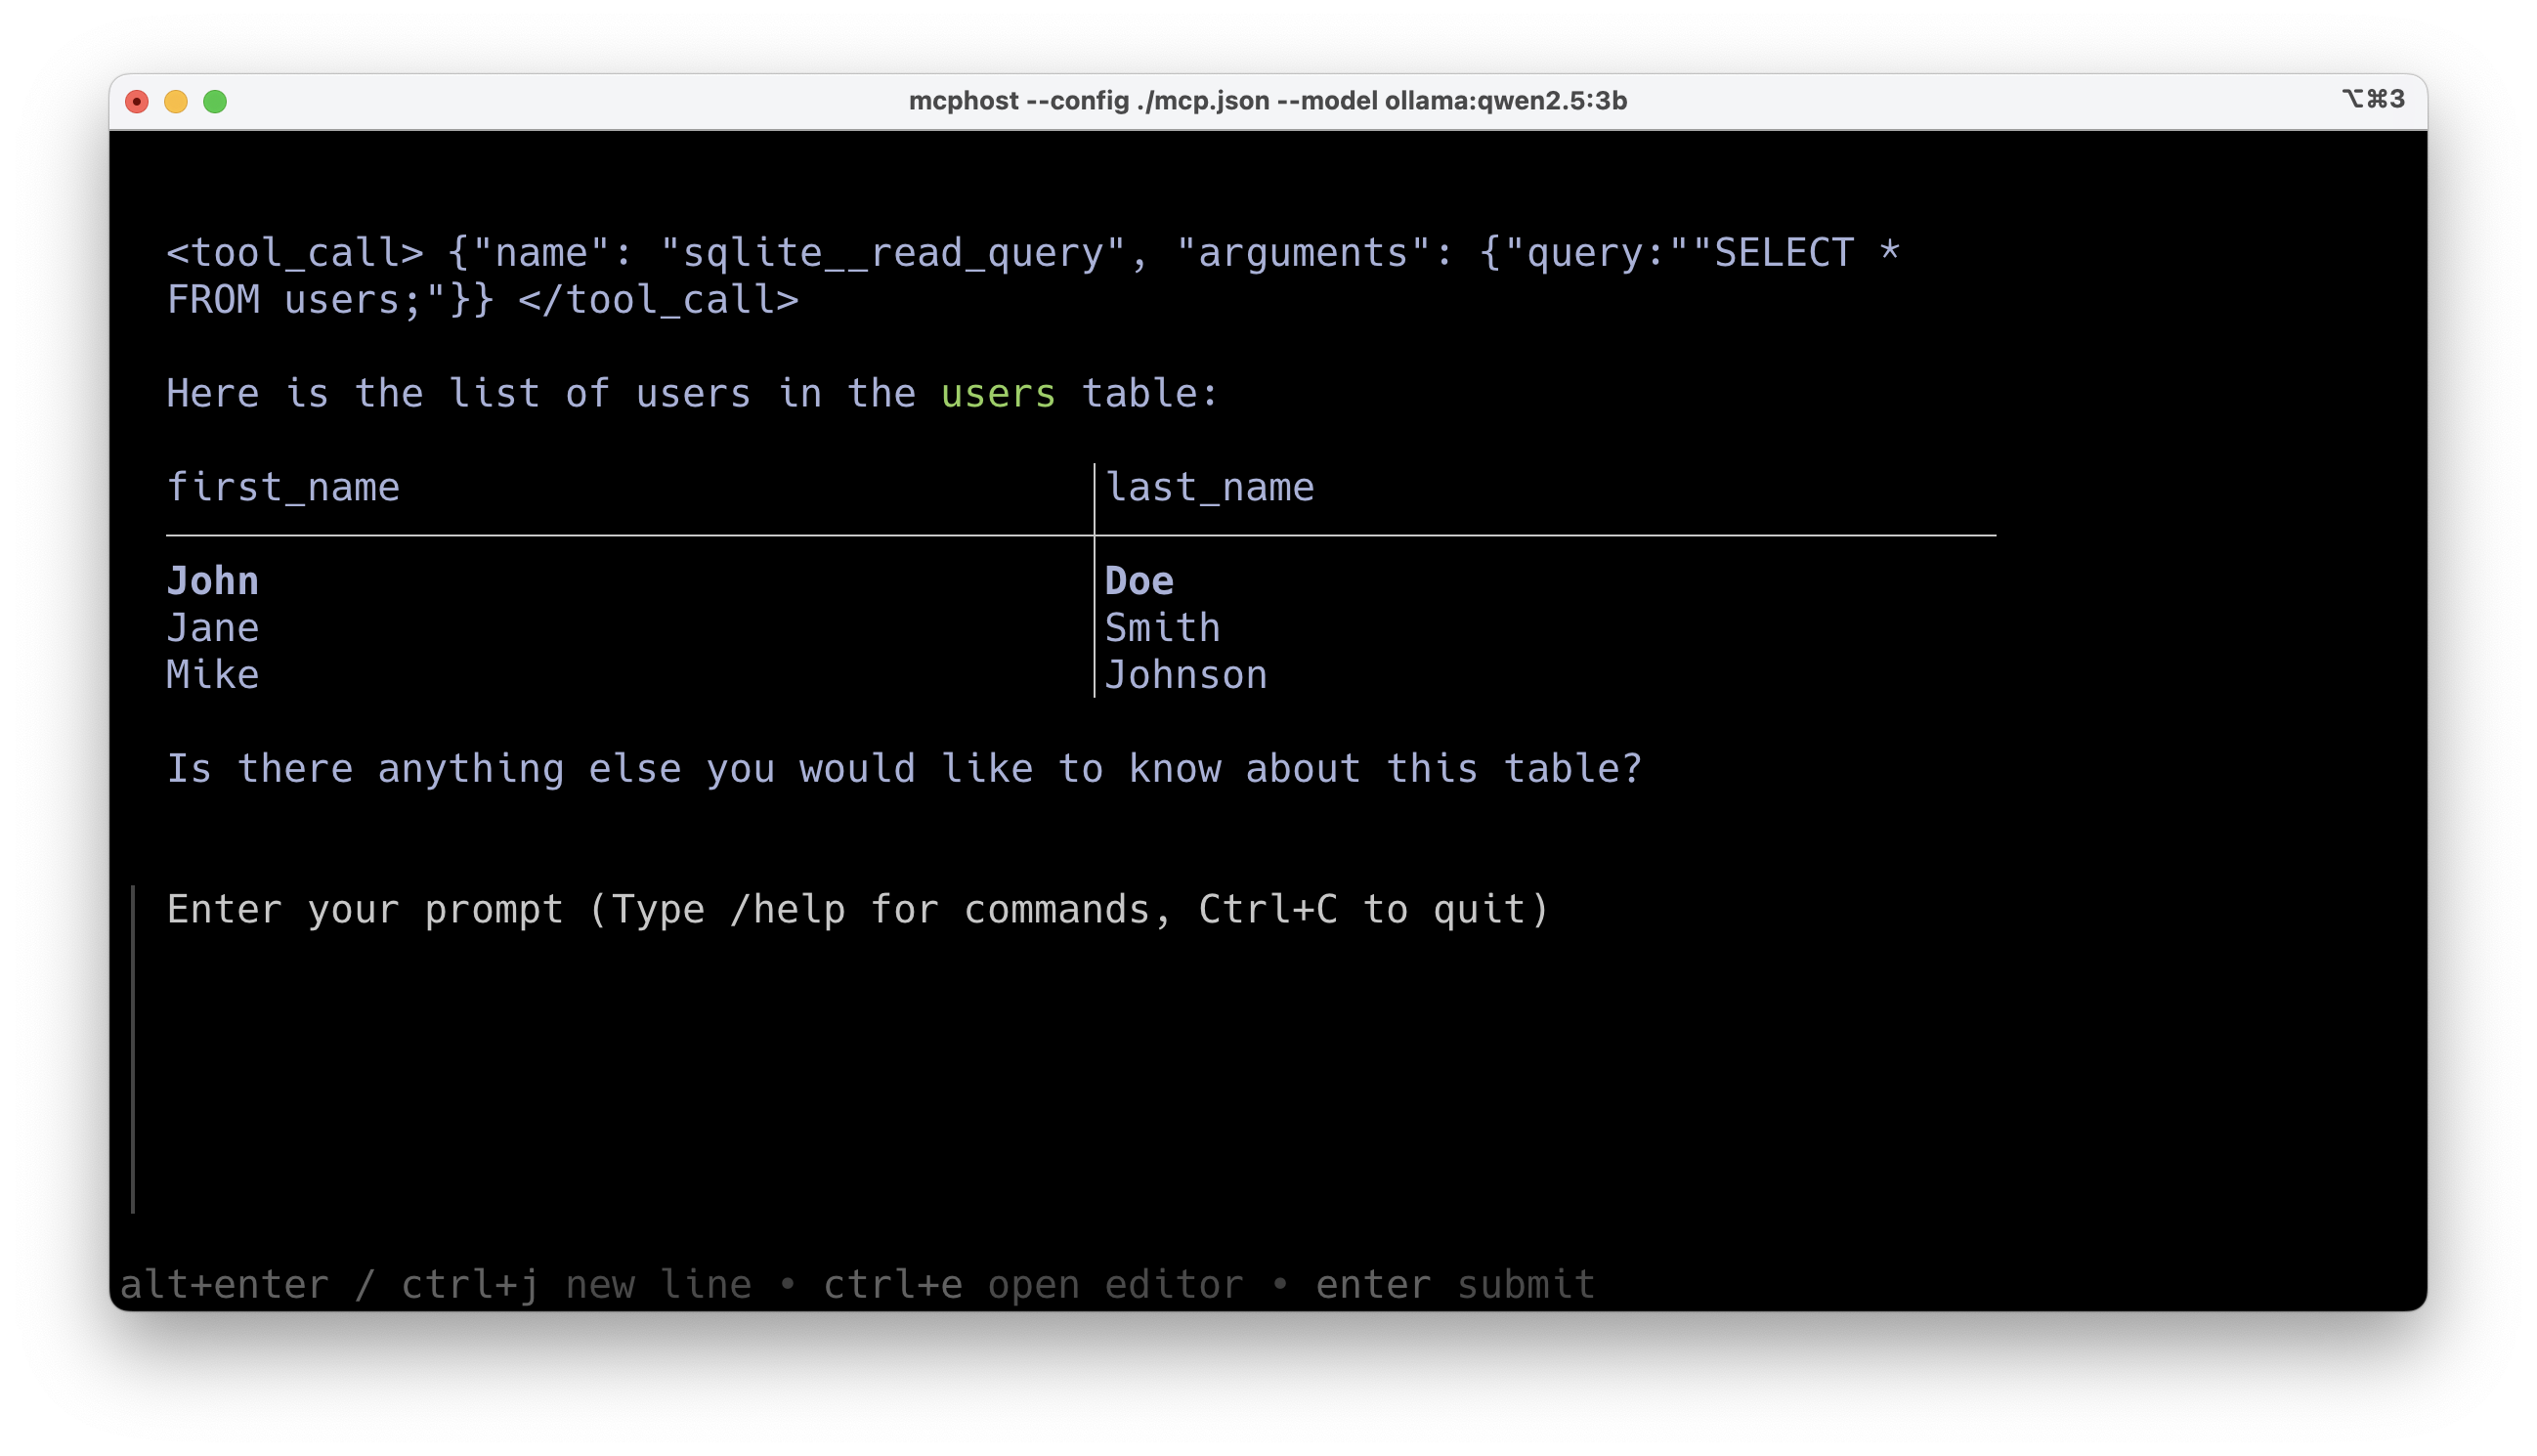 mcphost --config ./mcp.json --model ollama:qwen2.5:3b
⌥⌘3
<tool_call> {"name": "sqlite__read_query", "arguments": {"query:""SELECT *
FROM users;"}} </tool_call>
Here is the list of users in the users table:
first_name last_name
John Doe
Jane Smith
Mike Johnson
Is there anything else you would like to know about this table?
Enter your prompt (Type /help for commands, Ctrl+C to quit)
alt+enter / ctrl+j new line • ctrl+e open editor • enter submit